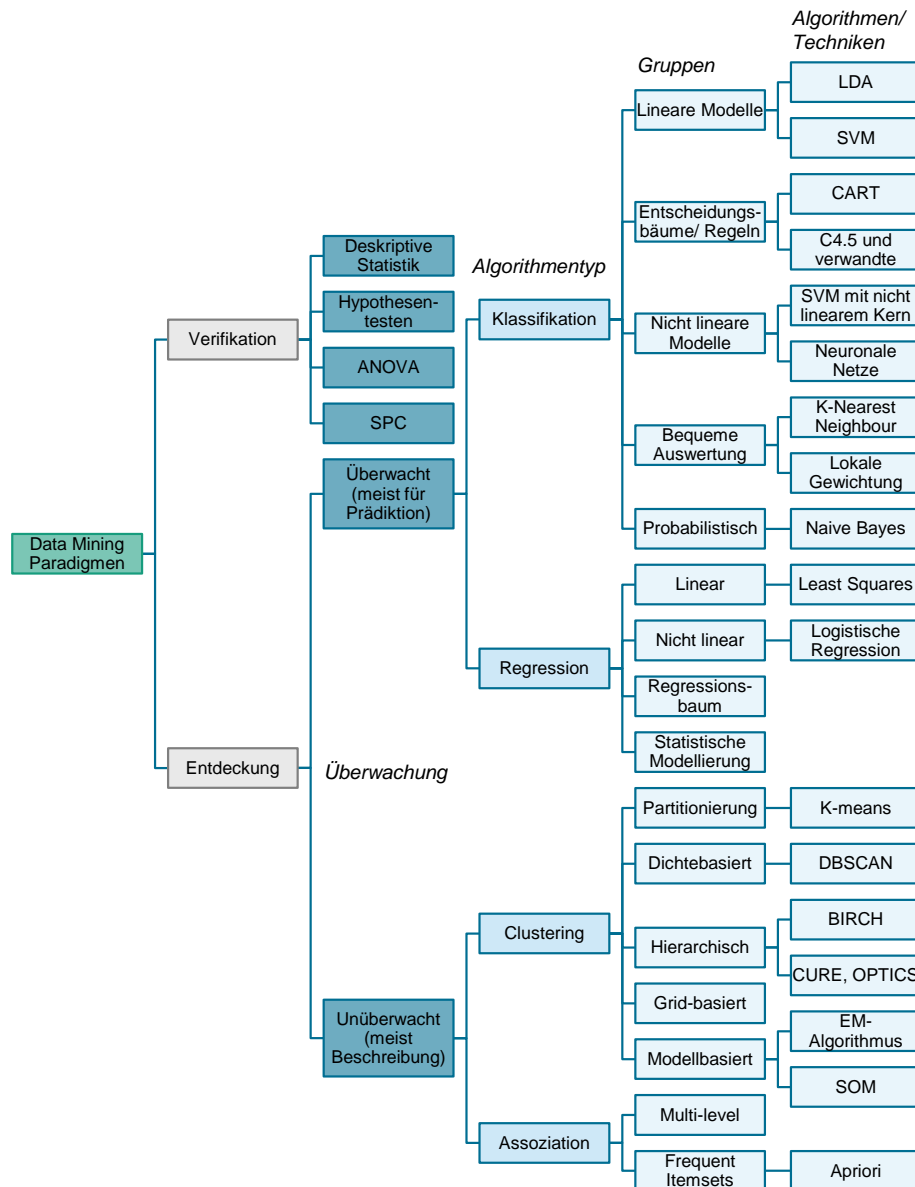 Algorithmen/
Techniken
Gruppen
LDA
Lineare Modelle
SVM
CART
Entscheidungs-
bäume/ Regeln
C4.5 und
verwandte
Deskriptive
Statistik
Algorithmentyp
Hypothesen-
testen
SVM mit nicht
linearem Kern
Klassifikation
Nicht lineare
Modelle
Verifikation
Neuronale
Netze
ANOVA
K-Nearest
Neighbour
SPC
Bequeme
Auswertung
Lokale
Gewichtung
Überwacht
(meist für
Prädiktion)
Probabilistisch
Naive Bayes
Data Mining
Paradigmen
Linear
Least Squares
Nicht linear
Logistische
Regression
Regression
Regressions-
baum
Statistische
Modellierung
Entdeckung
Überwachung
Partitionierung
K-means
Dichtebasiert
DBSCAN
BIRCH
Clustering
Hierarchisch
CURE, OPTICS
Grid-basiert
Unüberwacht
(meist
Beschreibung)
EM-
Algorithmus
Modellbasiert
SOM
Multi-level
Assoziation
Frequent
Itemsets
Apriori